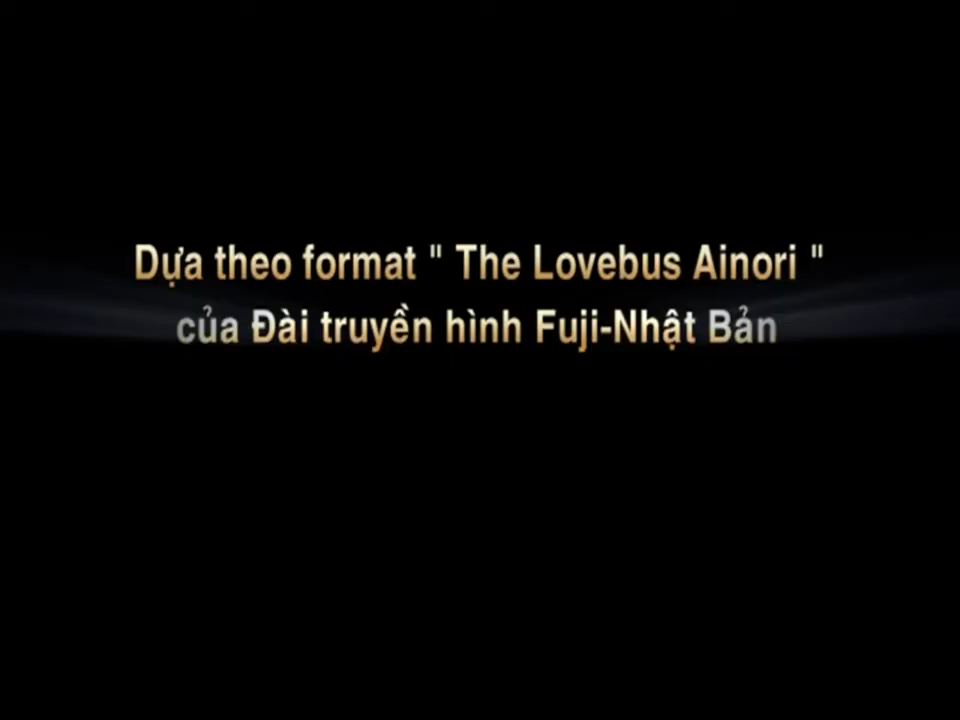 Dựa theo format " The Lovebus Ainori "
của Đài truyền hình Fuji-Nhật Bản